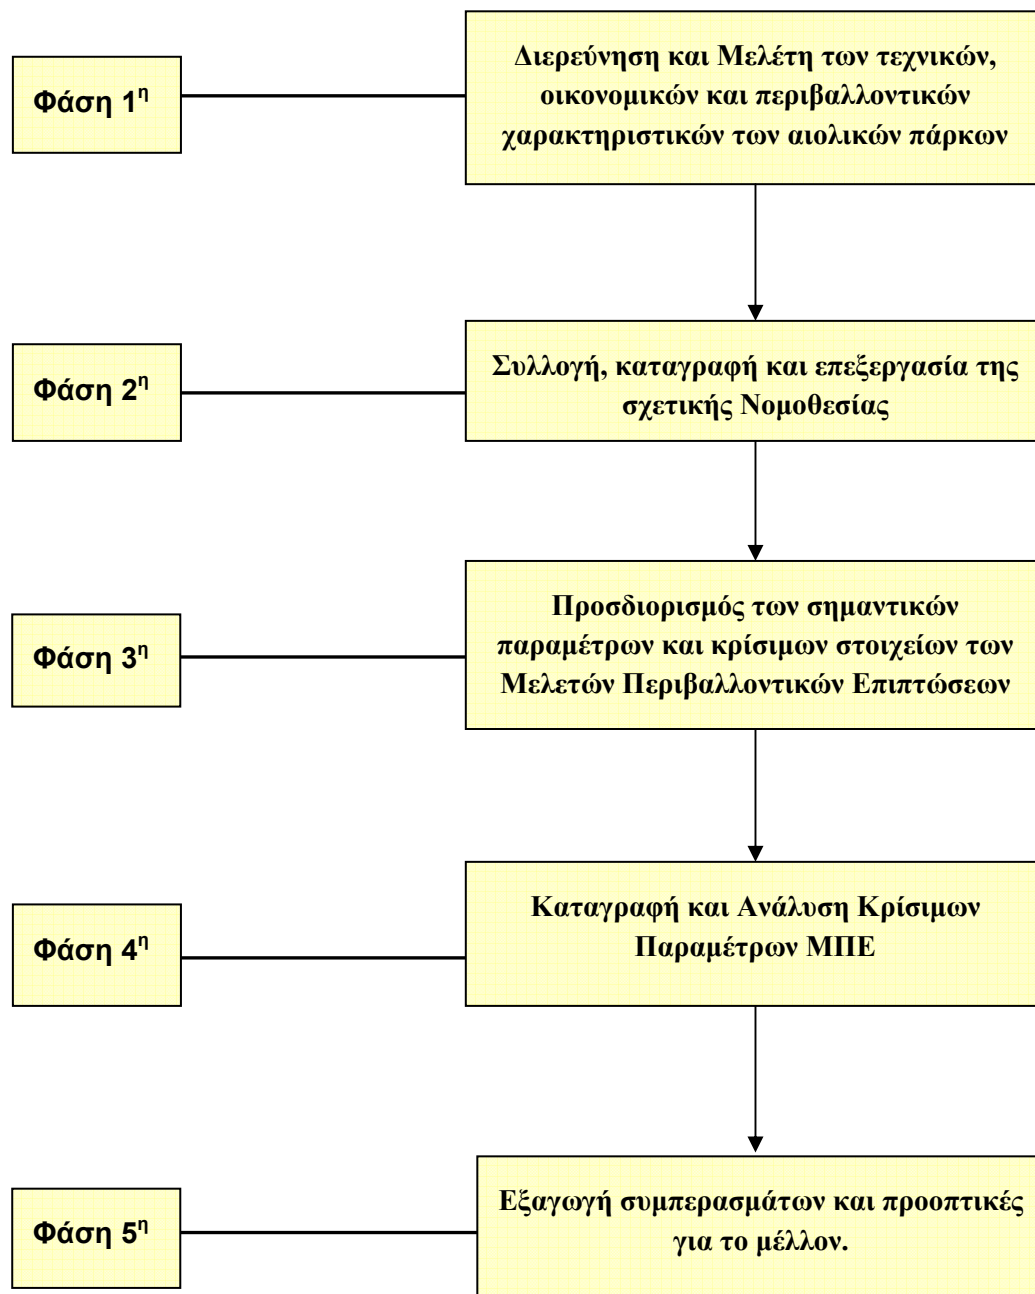 Φάση 1η
Διερεύνηση και Μελέτη των τεχνικών,
οικονομικών και περιβαλλοντικών
χαρακτηριστικών των αιολικών πάρκων
Φάση 2η
Συλλογή, καταγραφή και επεξεργασία της
σχετικής Νομοθεσίας
Φάση 3η
Προσδιορισμός των σημαντικών
παραμέτρων και κρίσιμων στοιχείων των
Μελετών Περιβαλλοντικών Επιπτώσεων
Φάση 4η
Καταγραφή και Ανάλυση Κρίσιμων
Παραμέτρων ΜΠΕ
Φάση 5η
Εξαγωγή συμπερασμάτων και προοπτικές
για το μέλλον.